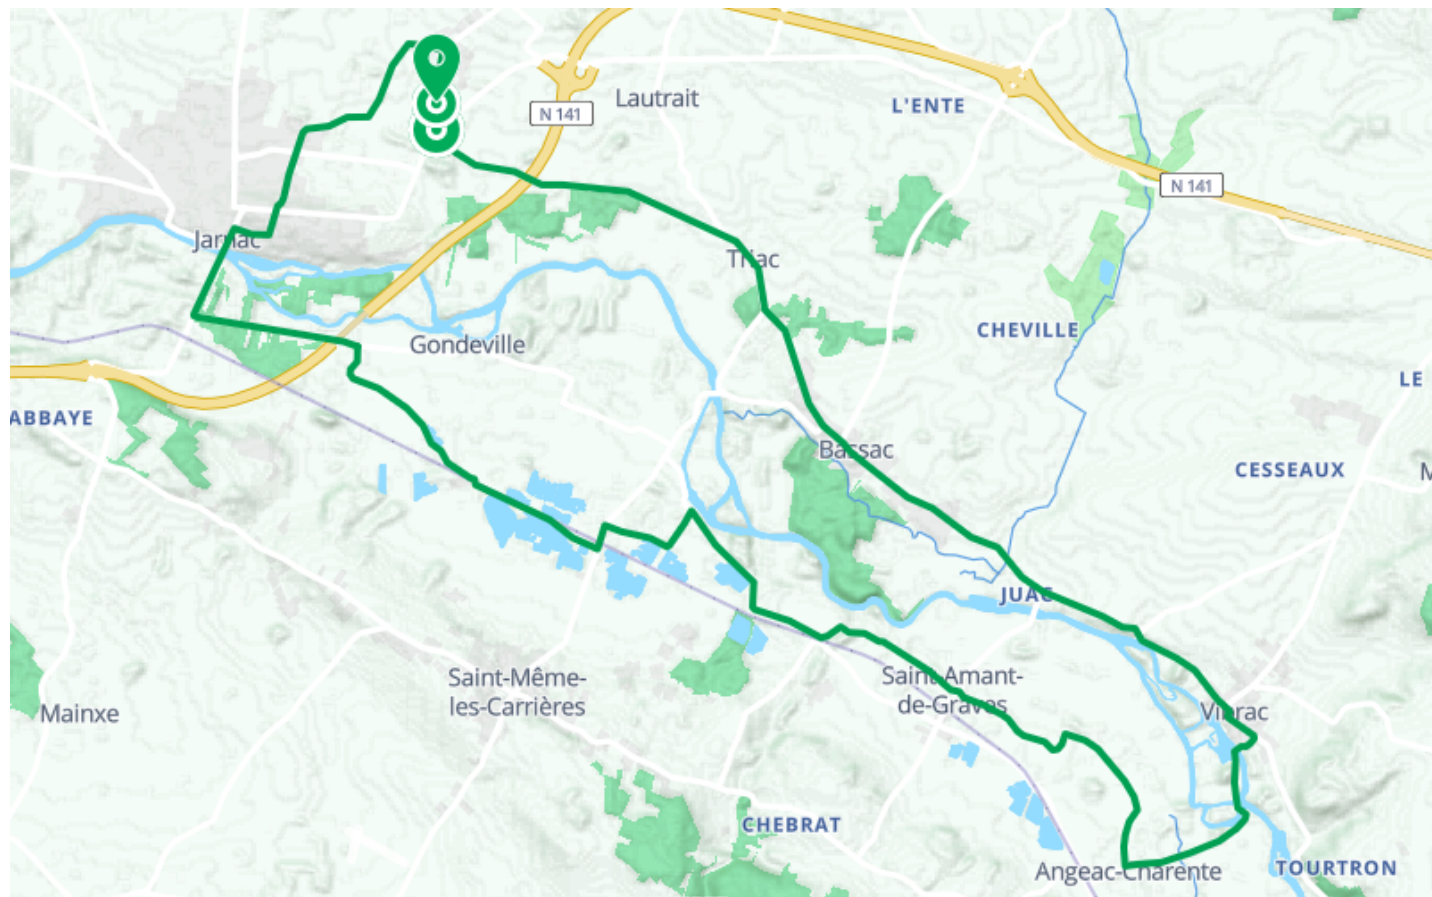 Lautrait
L'ENTE
N 141
N 141
Jarnac
Triac
CHEVILLE
Gondeville
LE
ABBAYE
Bassac
CESSEAUX
M
JUAC
Saint-Même-
les-Carrières
Saint-Amant-
de-Graves
Mainxe
Vibrac
CHEBRAT
Angeac-Charente
TOURTRON